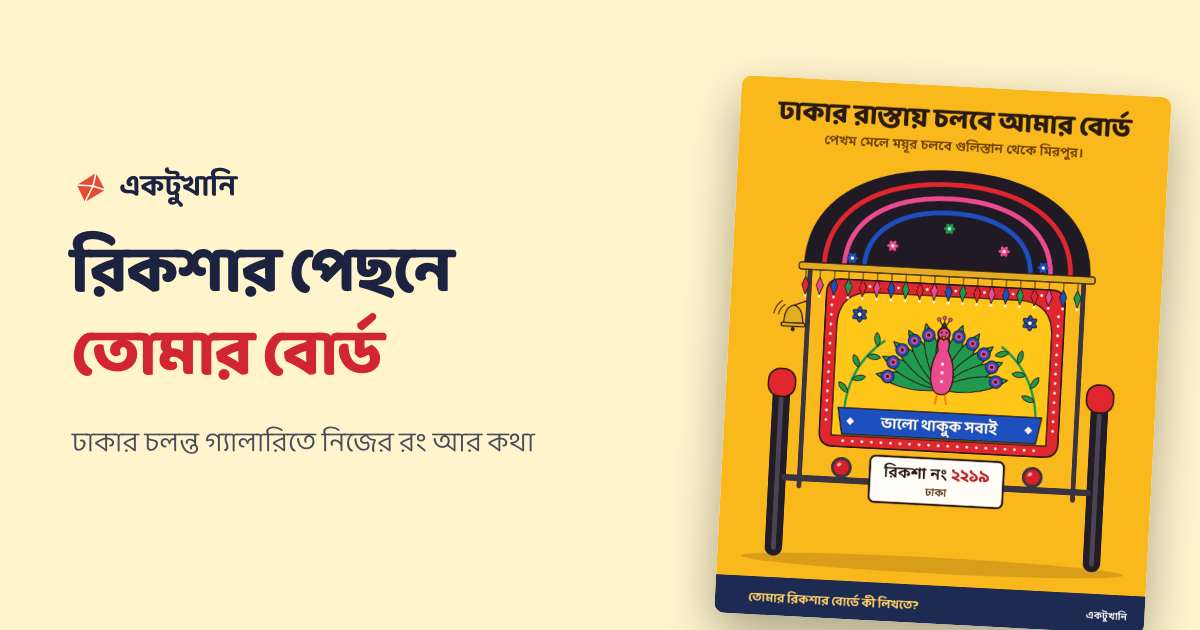 একটুখানি
রিকশার পেছনে
তোমার বোর্ড
ঢাকার চলন্ত গ্যালারিতে নিজের রং আর কথা
ঢাকার রাস্তায় চলবে আমার বোর্ড
পেখম মেলে ময়ূর চলবে গুলিস্তান থেকে মিরপুর।
ভালো থাকুক সবাই
রিকশা নং ২২১৯
ঢাকা
তোমার রিকশার বোর্ডে কী লিখতে?
একটুখানি